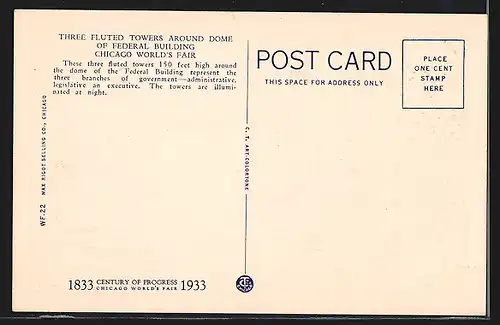 THREE FLUTED TOWERS AROUND DOME
OF FEDERAL BUILDING
CHICAGO WORLD'S FAIR
These three fluted towers 150 feet high around
the dome of the Federal Building represent the
three branches of government—administrative,
legislative an executive. The towers are illumi-
nated at night.
WF-22 MAX RIGOT SELLING CO., CHICAGO
1833 CENTURY OF PROGRESS 1933
CHICAGO WORLD'S FAIR
C. T. ART-COLORTONE
POST CARD
THIS SPACE FOR ADDRESS ONLY
PLACE
ONE CENT
STAMP
HERE